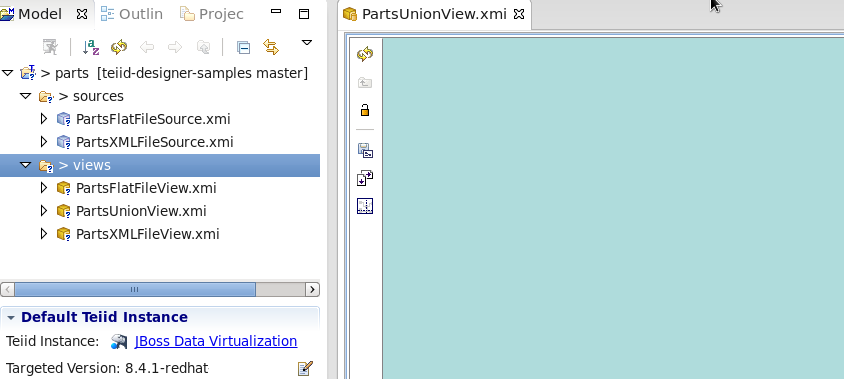 Model Outlin Projec
> parts [teiid-designer-samples master]
> sources
PartsFlatFileSource.xmi
PartsXMLFileSource.xmi
> views
PartsFlatFileView.xmi
PartsUnionView.xmi
PartsXMLFileView.xmi
Default Teiid Instance
Teiid Instance: JBoss Data Virtualization
Targeted Version: 8.4.1-redhat
PartsUnionView.xmi